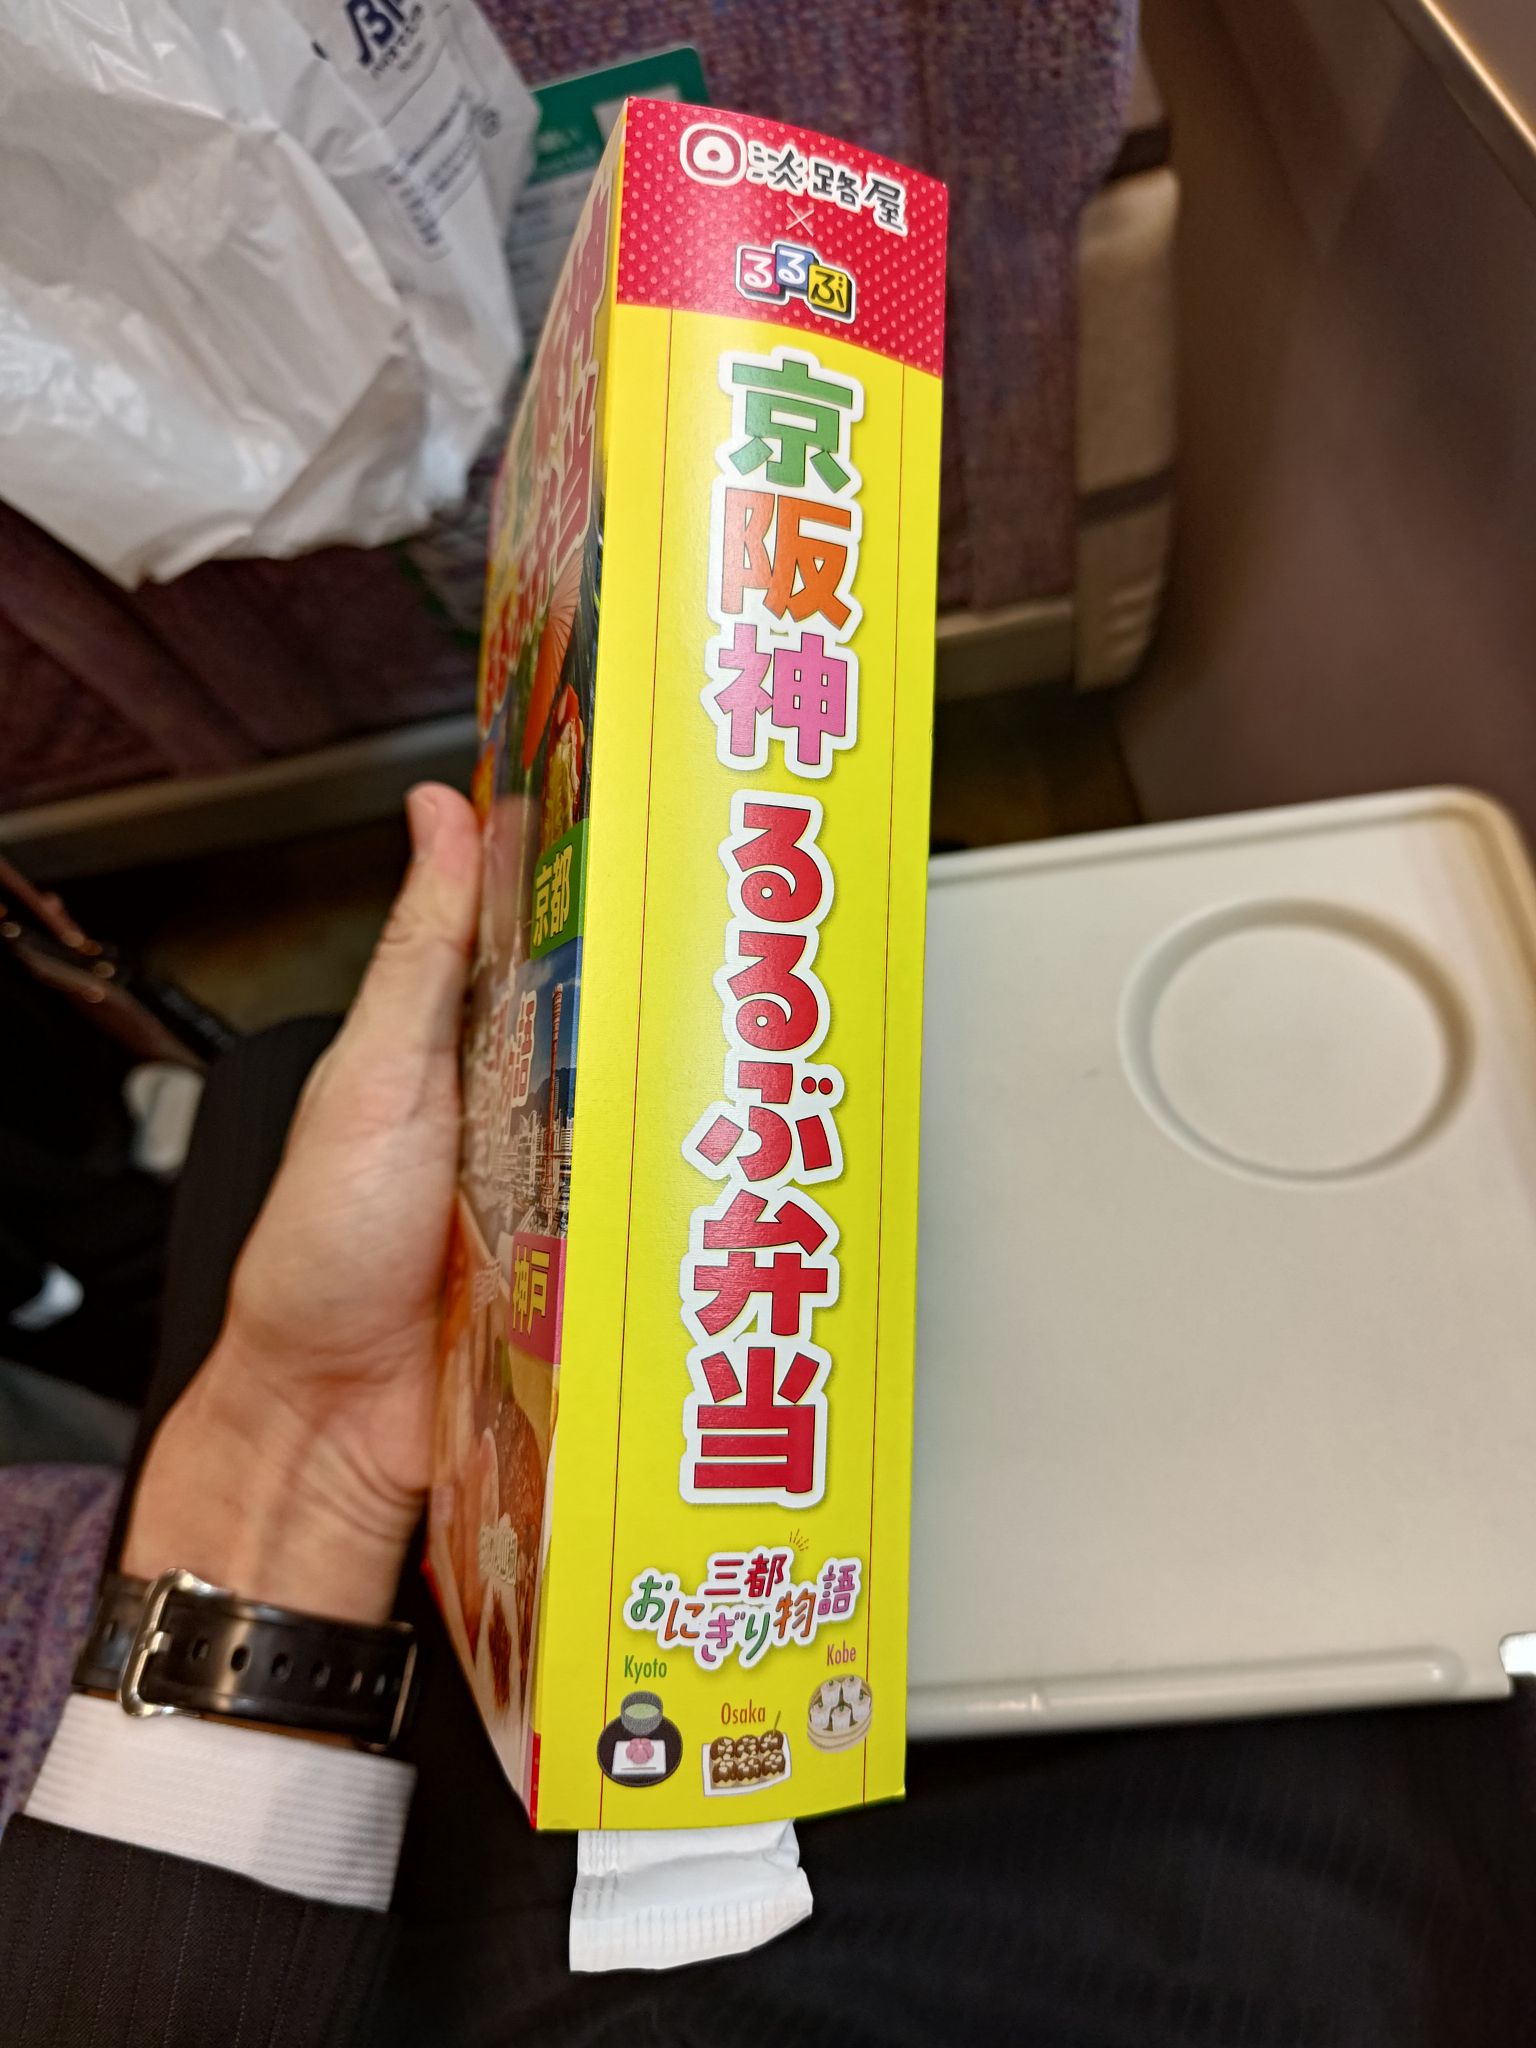 淡路屋
×
るるぶ
京阪神 るるぶ弁当
三都
おにぎり物語
Kyoto
Osaka
Kobe
京都
神戸